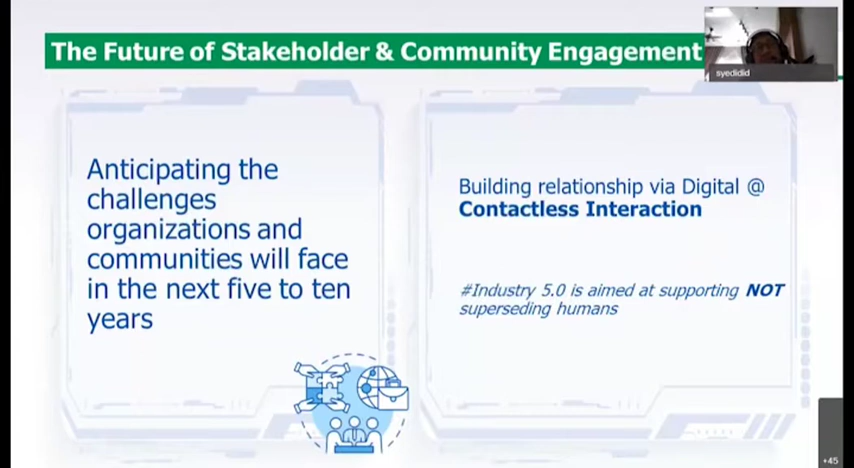 The Future of Stakeholder & Community Engagement
syedidid
Anticipating the
challenges
organizations and
communities will face
in the next five to ten
years
Building relationship via Digital @
Contactless Interaction
#Industry 5.0 is aimed at supporting NOT
superseding humans
+45